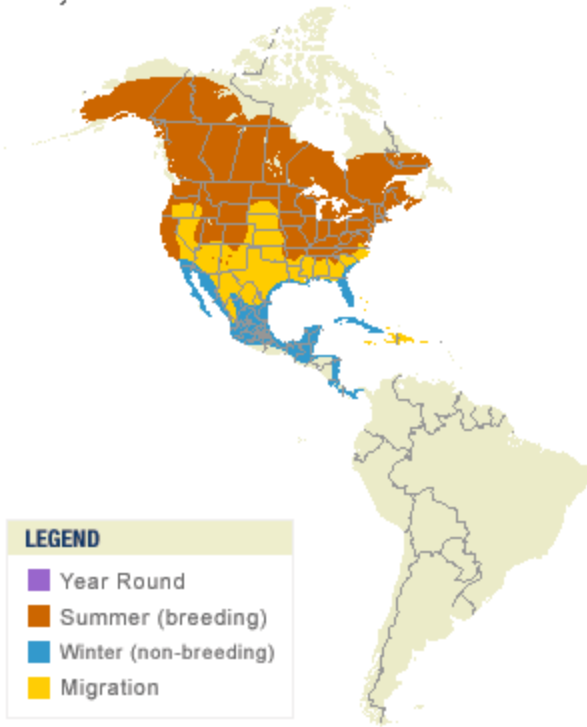 LEGEND
Year Round
Summer (breeding)
Winter (non-breeding)
Migration